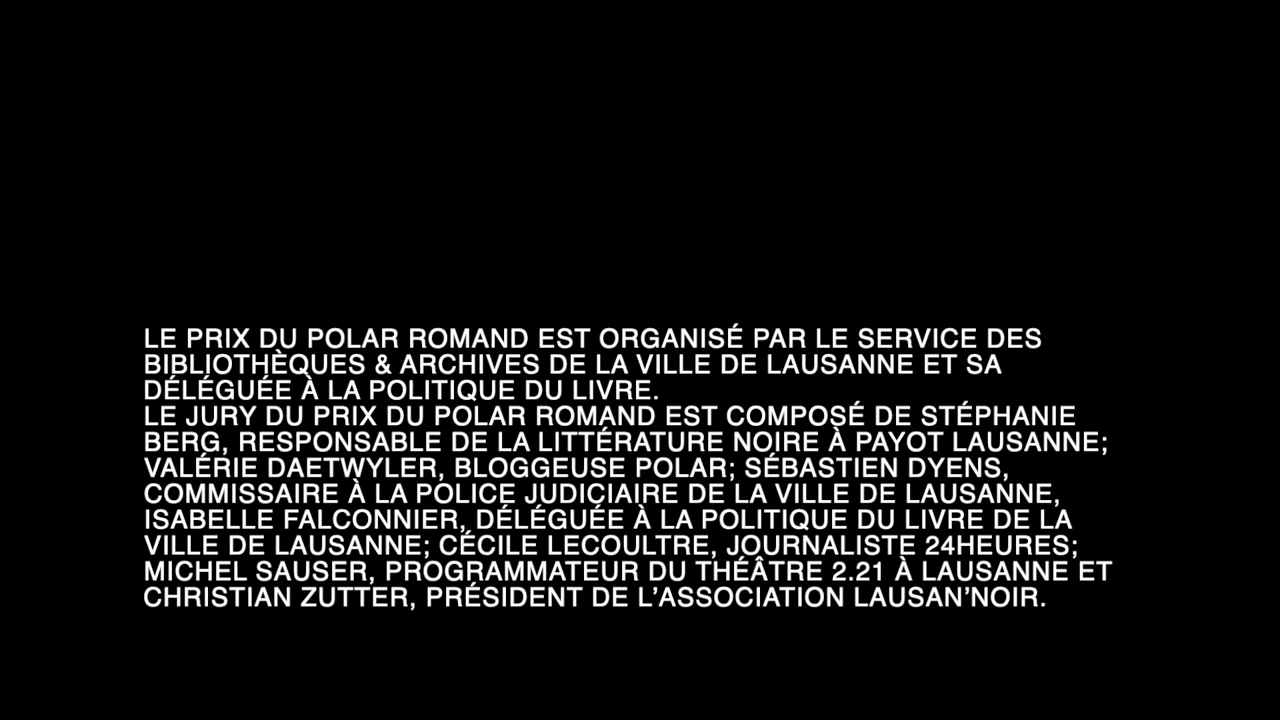 LE PRIX DU POLAR ROMAND EST ORGANISÉ PAR LE SERVICE DES
BIBLIOTHÈQUES & ARCHIVES DE LA VILLE DE LAUSANNE ET SA
DÉLÉGUÉE À LA POLITIQUE DU LIVRE.
LE JURY DU PRIX DU POLAR ROMAND EST COMPOSÉ DE STÉPHANIE
BERG, RESPONSABLE DE LA LITTÉRATURE NOIRE À PAYOT LAUSANNE;
VALÉRIE DAETWYLER, BLOGGEUSE POLAR; SÉBASTIEN DYENS,
COMMISSAIRE À LA POLICE JUDICIAIRE DE LA VILLE DE LAUSANNE,
ISABELLE FALCONNIER, DÉLÉGUÉE À LA POLITIQUE DU LIVRE DE LA
VILLE DE LAUSANNE; CÉCILE LECOULTRE, JOURNALISTE 24HEURES;
MICHEL SAUSER, PROGRAMMATEUR DU THÉÂTRE 2.21 À LAUSANNE ET
CHRISTIAN ZUTTER, PRÉSIDENT DE L’ASSOCIATION LAUSAN’NOIR.